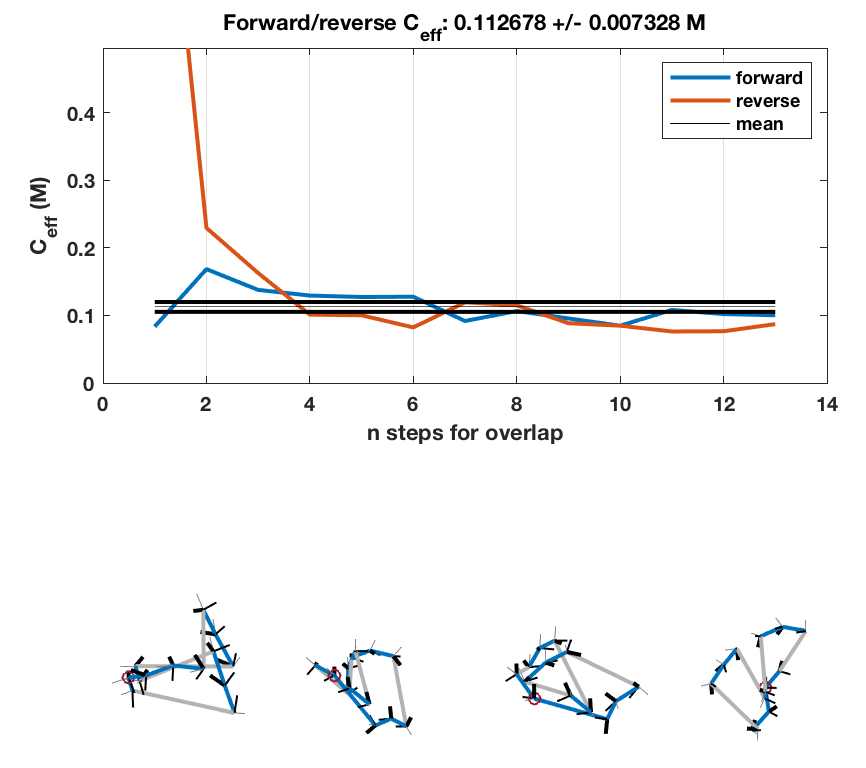 Forward/reverse C_eff: 0.112678 +/- 0.007328 M
forward
reverse
mean
C_eff (M)
0.4
0.3
0.2
0.1
0
0 2 4 6 8 10 12 14
n steps for overlap